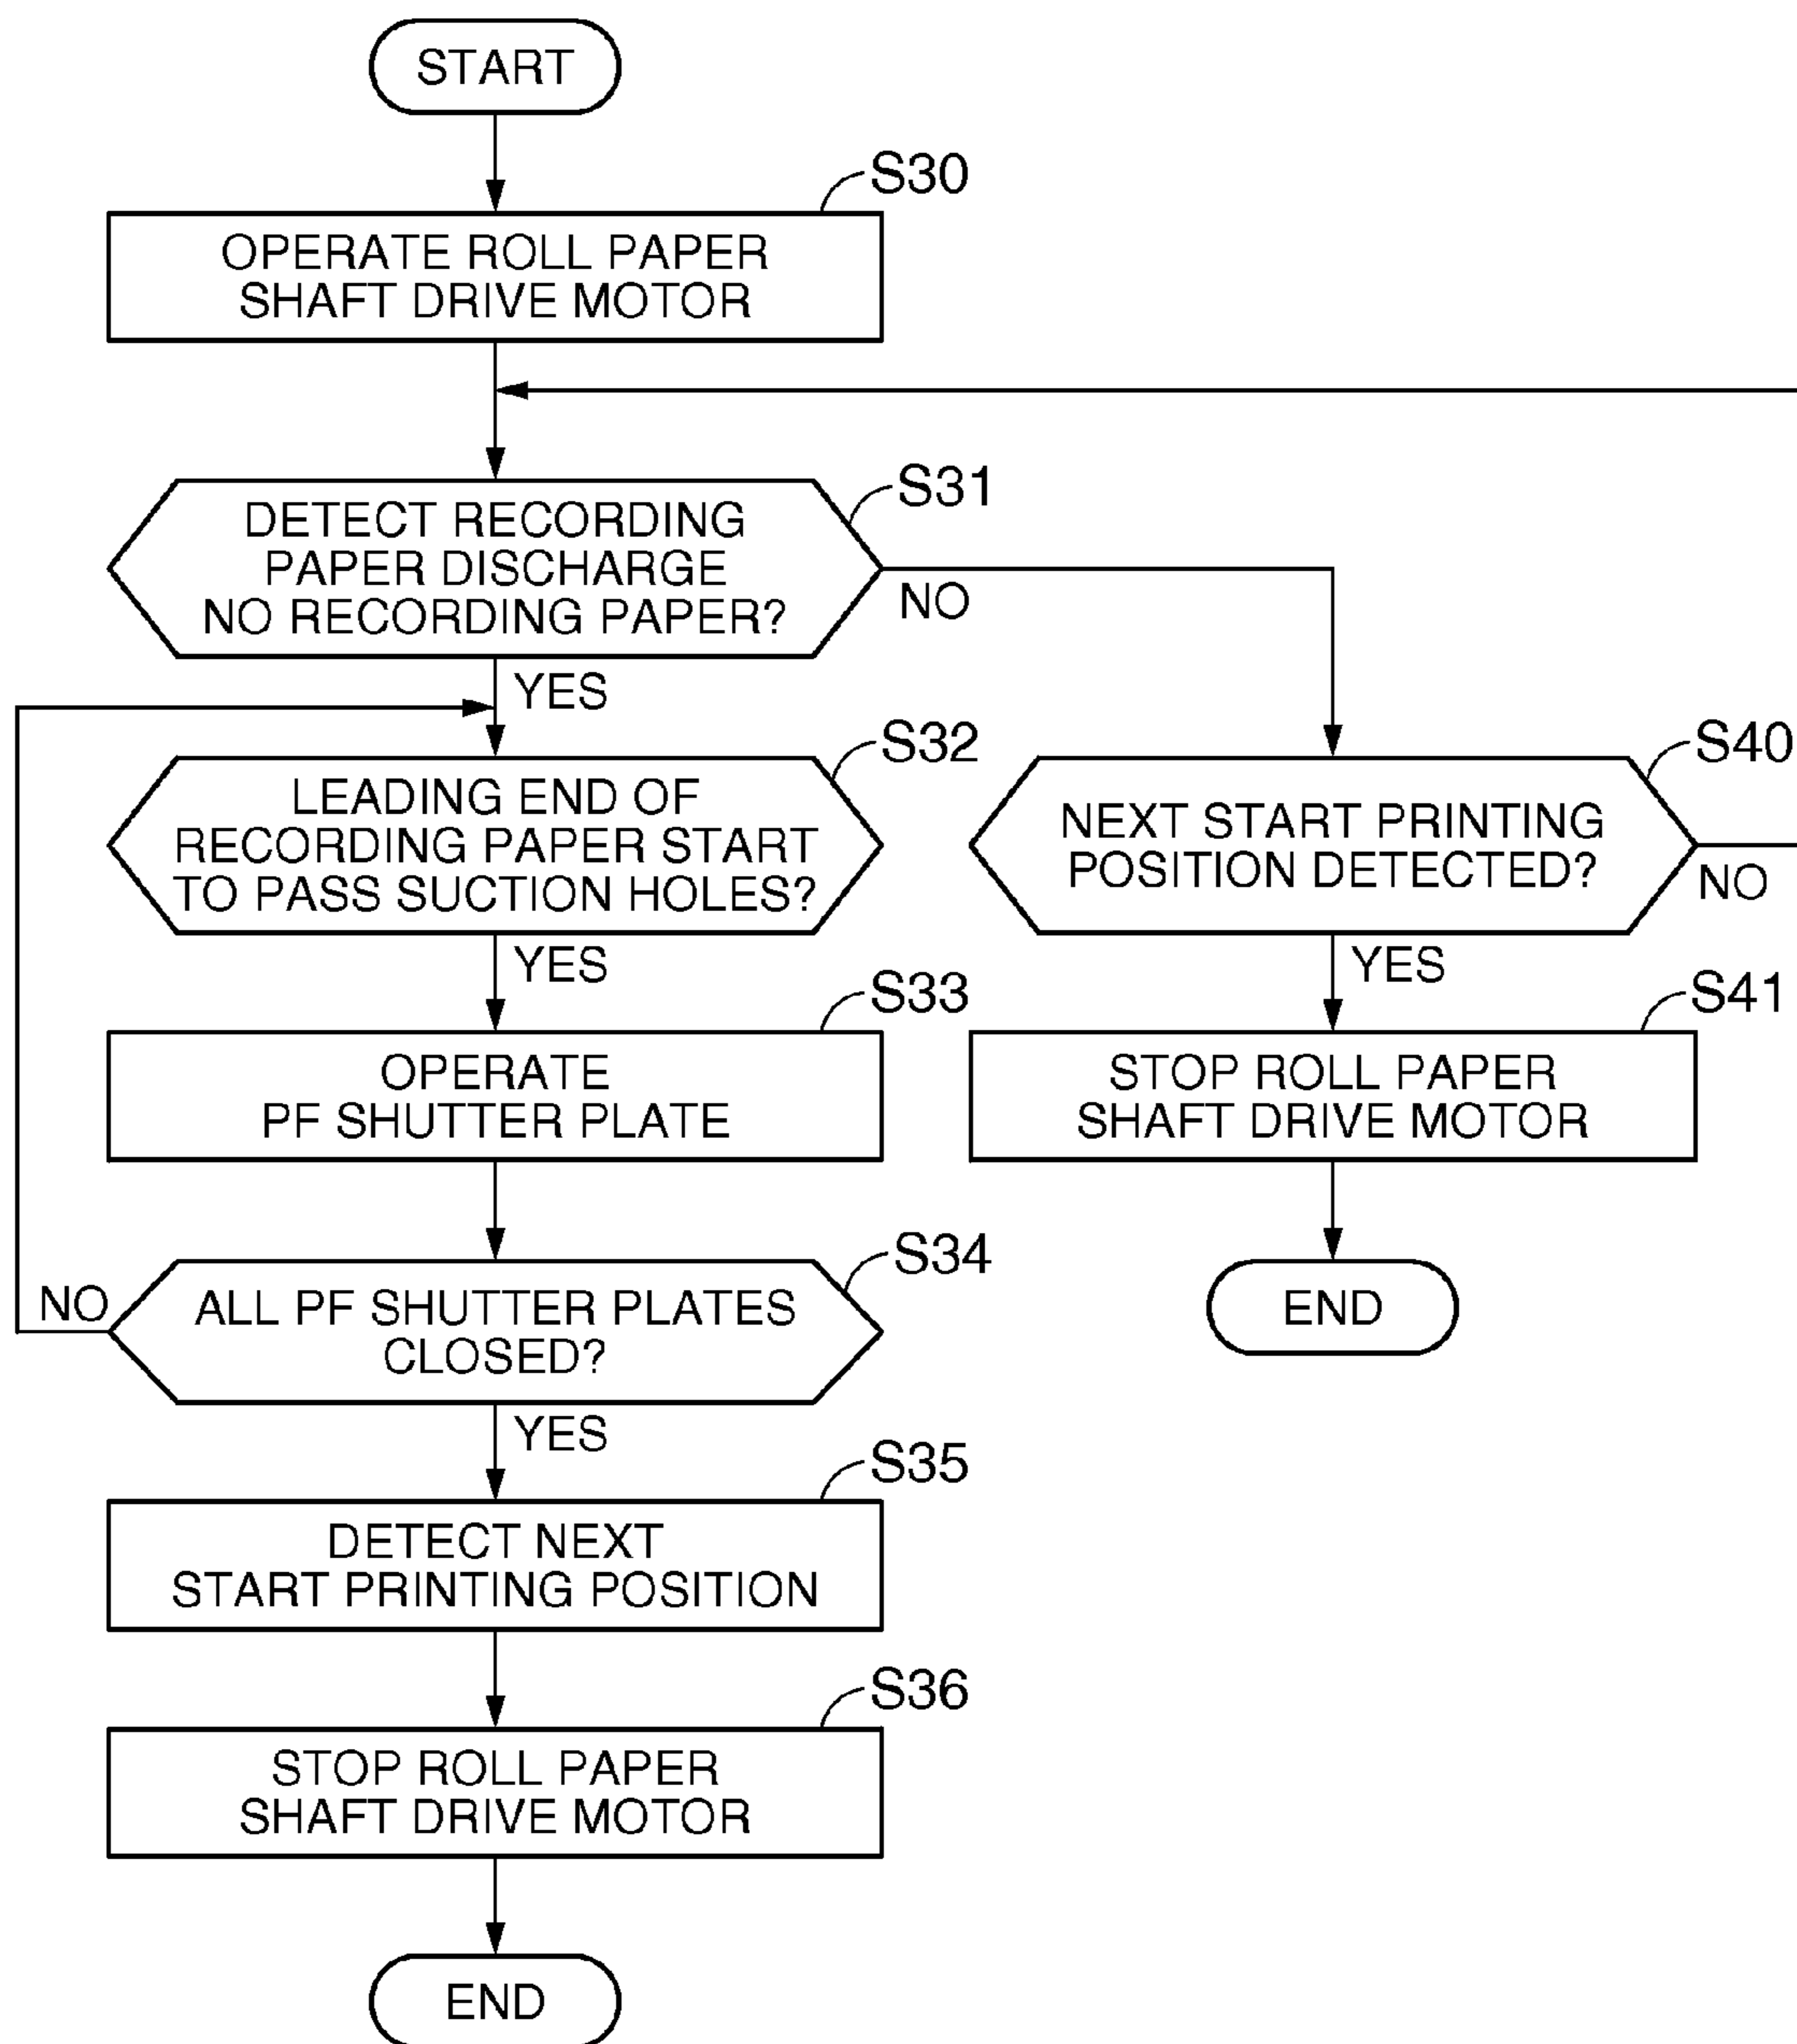 START
S30
OPERATE ROLL PAPER
SHAFT DRIVE MOTOR
S31
DETECT RECORDING
PAPER DISCHARGE
NO RECORDING PAPER?
NO
YES
S32
LEADING END OF
RECORDING PAPER START
TO PASS SUCTION HOLES?
YES
S40
NEXT START PRINTING
POSITION DETECTED?
NO
YES
S33
OPERATE
PF SHUTTER PLATE
S41
STOP ROLL PAPER
SHAFT DRIVE MOTOR
S34
ALL PF SHUTTER PLATES
CLOSED?
NO
YES
END
S35
DETECT NEXT
START PRINTING POSITION
S36
STOP ROLL PAPER
SHAFT DRIVE MOTOR
END